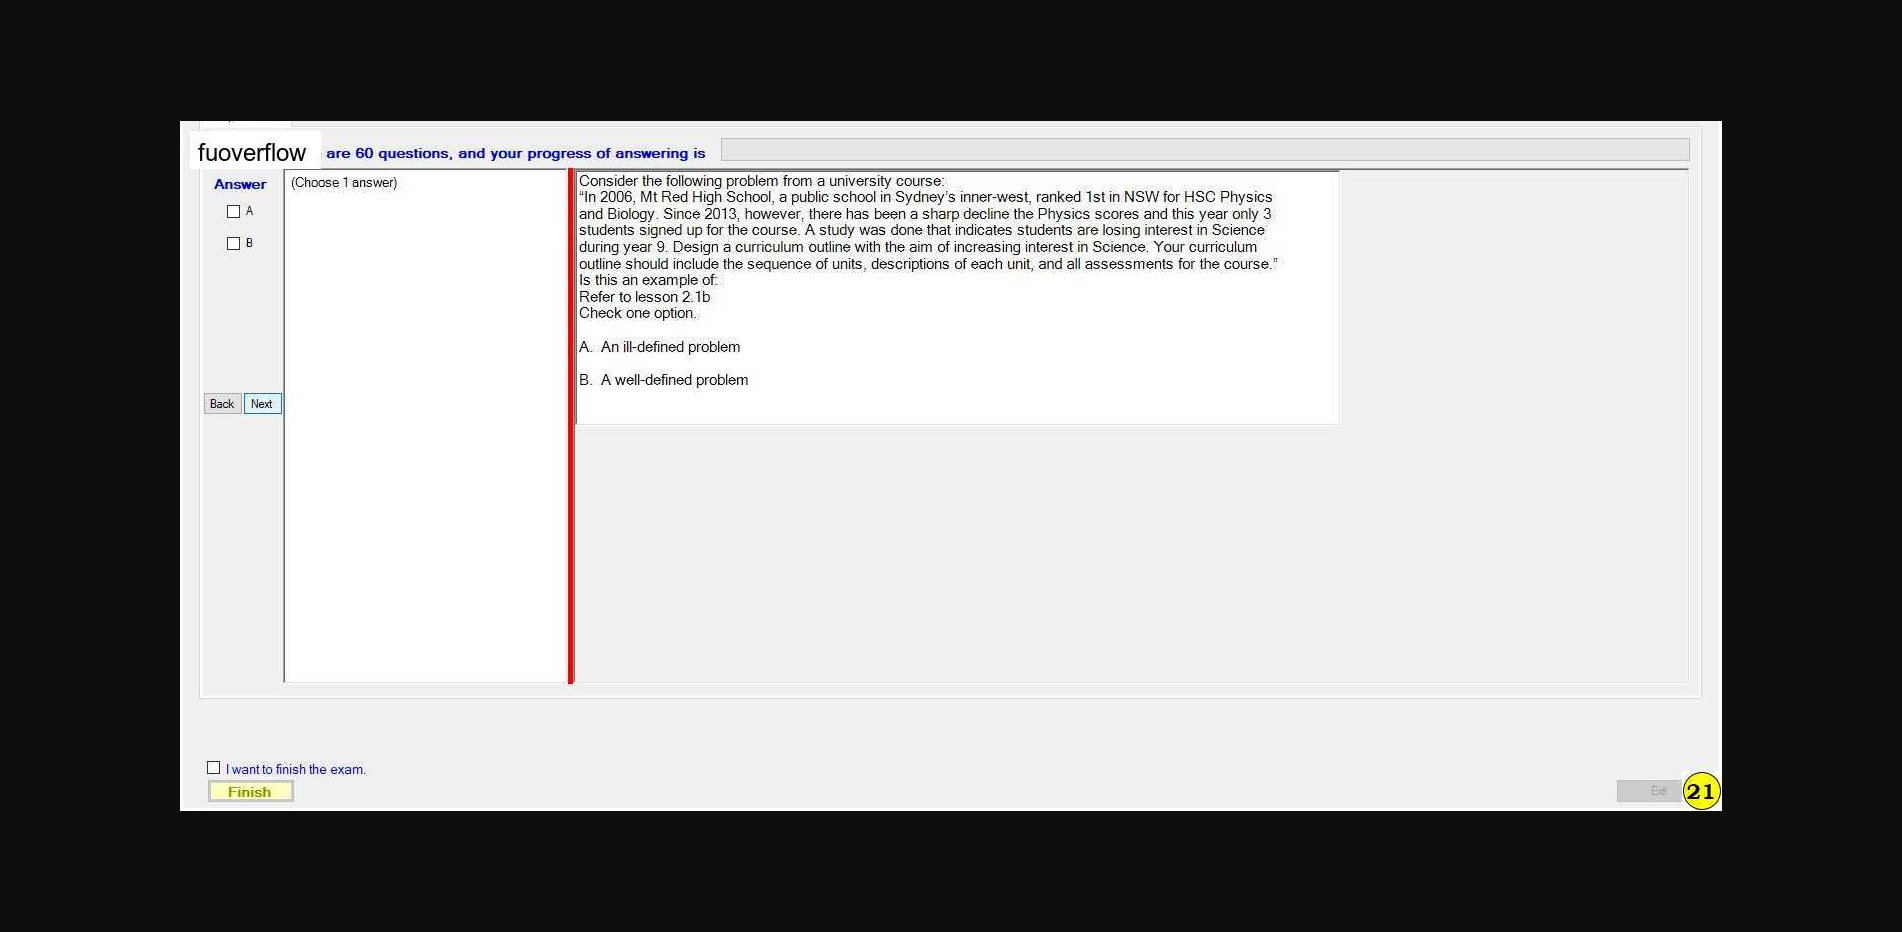 fuoverflow are 60 questions, and your progress of answering is
Answer
A
B
Back Next
(Choose 1 answer)
Consider the following problem from a university course:
“In 2006, Mt Red High School, a public school in Sydney’s inner-west, ranked 1st in NSW for HSC Physics
and Biology. Since 2013, however, there has been a sharp decline the Physics scores and this year only 3
students signed up for the course. A study was done that indicates students are losing interest in Science
during year 9. Design a curriculum outline with the aim of increasing interest in Science. Your curriculum
outline should include the sequence of units, descriptions of each unit, and all assessments for the course.”
Is this an example of:
Refer to lesson 2.1b
Check one option.
A. An ill-defined problem
B. A well-defined problem
I want to finish the exam.
Finish
Exit
21